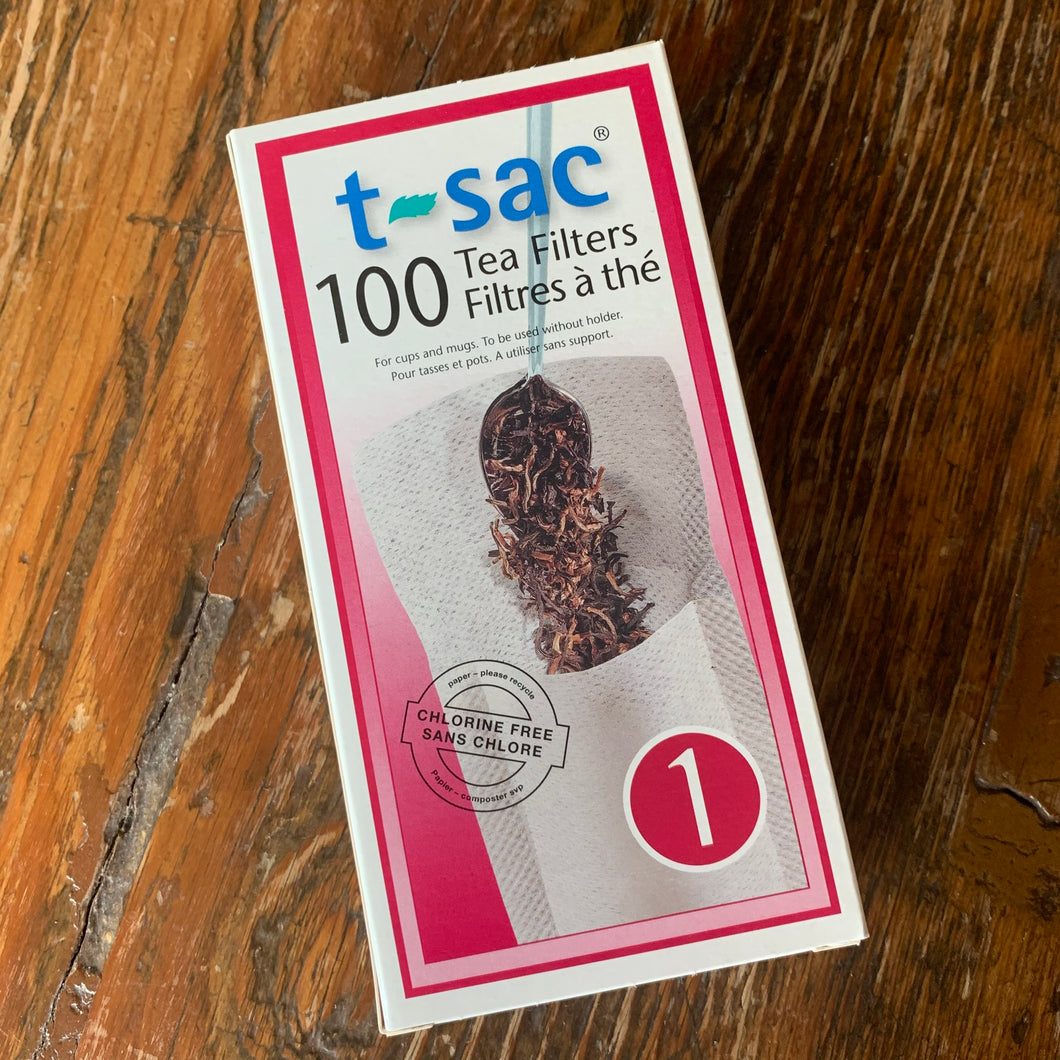 t-sac®
100 Tea Filters
Filtres à thé
For cups and mugs. To be used without holder.
Pour tasses et pots. A utiliser sans support.
paper – please recycle
CHLORINE FREE
SANS CHLORE
Papier – composter svp
1